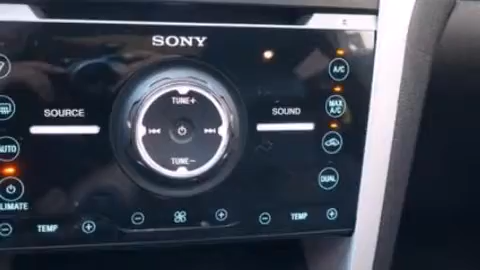 SONY
A/C
TUNE+
SOURCE
SOUND
MAX A/C
AUTO
TUNE-
DUAL
CLIMATE
TEMP
TEMP